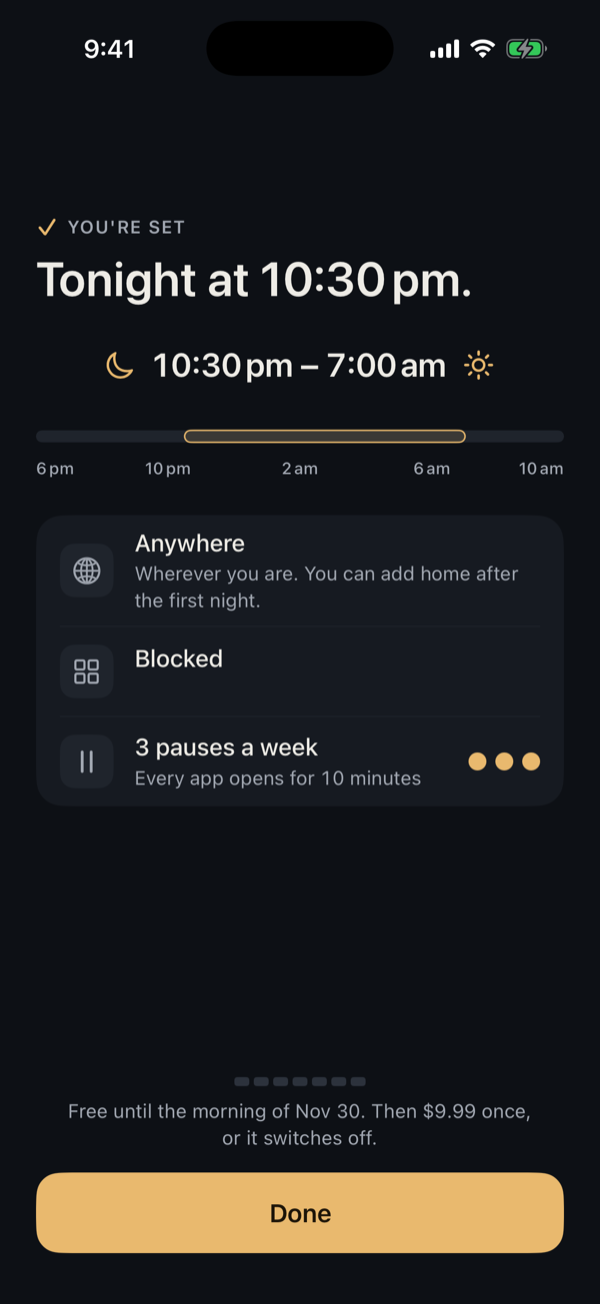 9:41
YOU'RE SET
Tonight at 10:30 pm.
10:30 pm – 7:00 am
6 pm 10 pm 2 am 6 am 10 am
Anywhere
Wherever you are. You can add home after
the first night.
Blocked
3 pauses a week
Every app opens for 10 minutes
Free until the morning of Nov 30. Then $9.99 once,
or it switches off.
Done